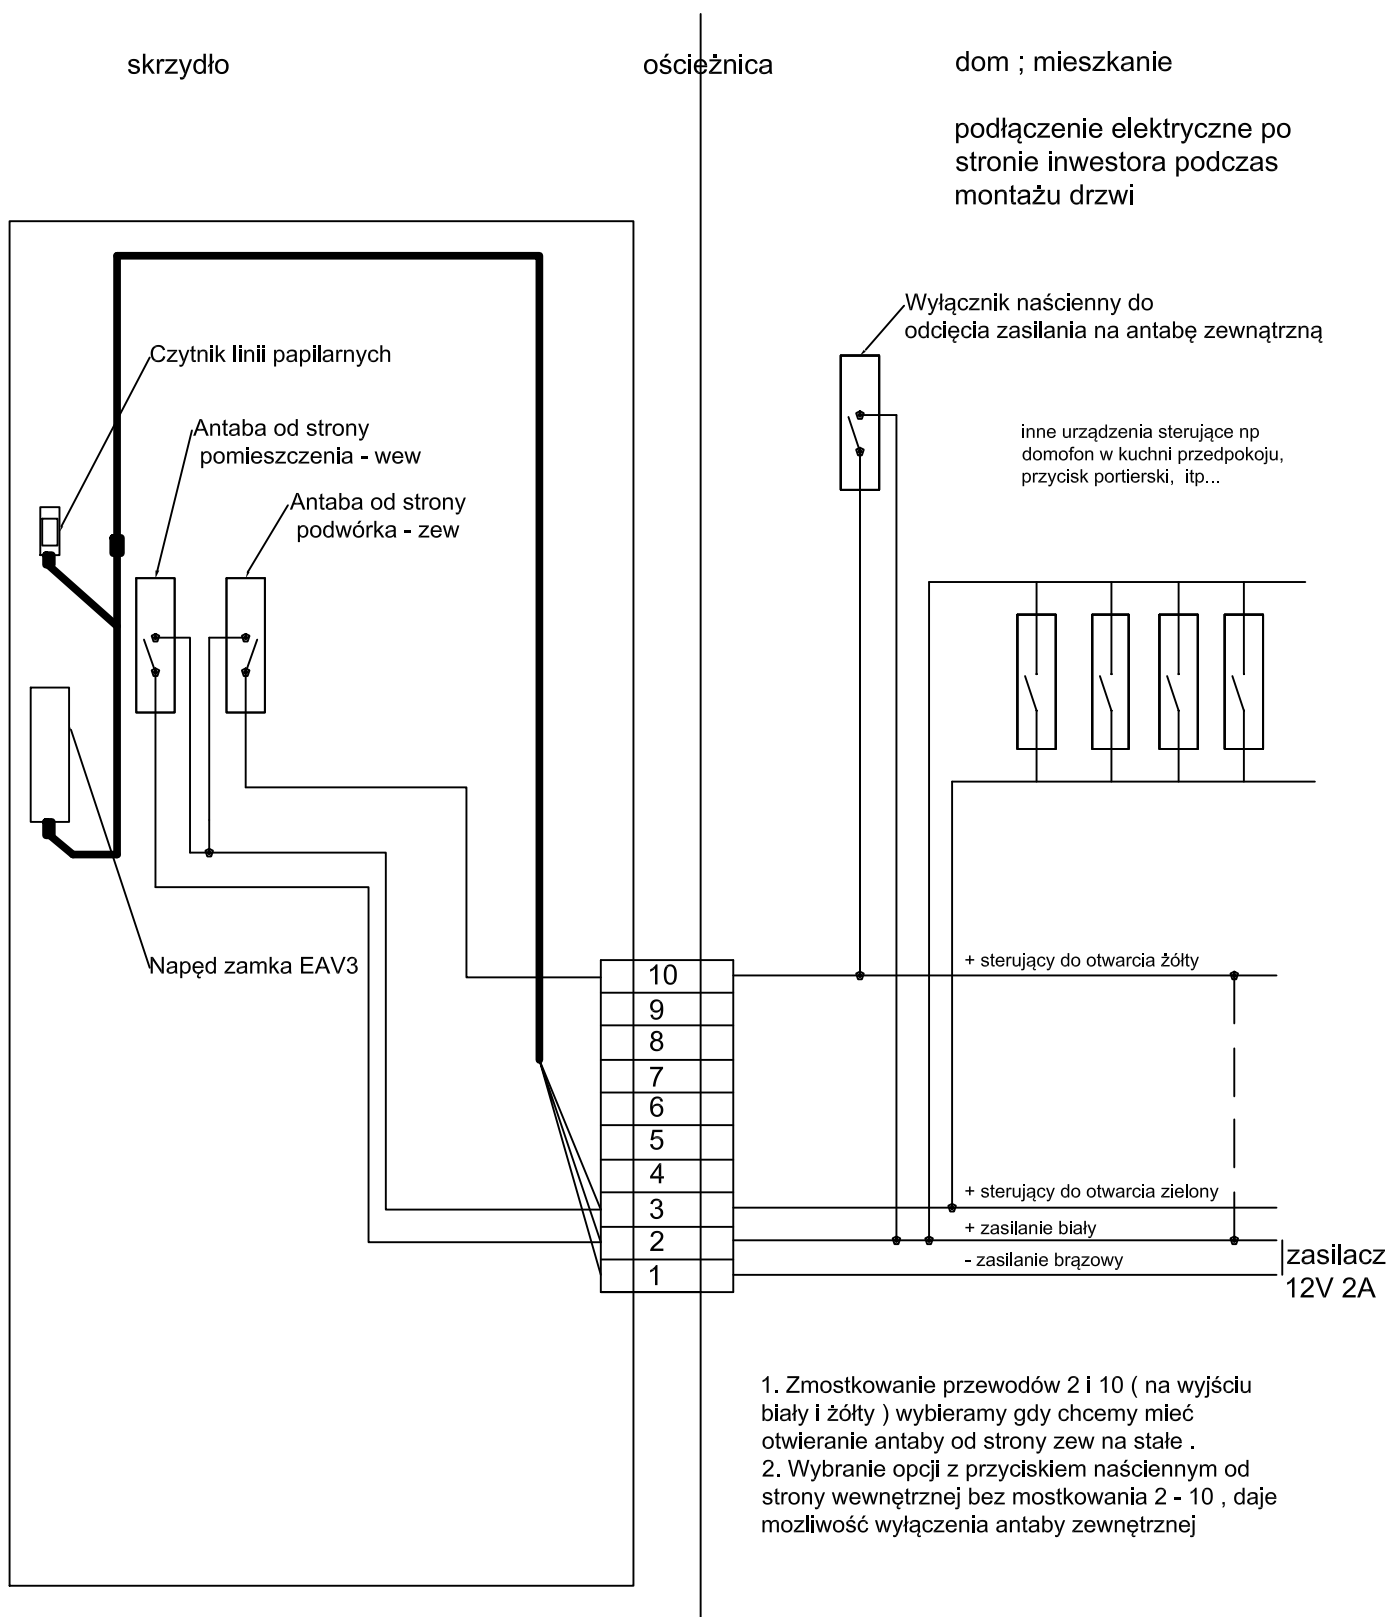 skrzydło
ościeżnica
dom ; mieszkanie
podłączenie elektryczne po
stronie inwestora podczas
montażu drzwi
Wyłącznik naścienny do
odcięcia zasilania na antabę zewnątrzną
Czytnik linii papilarnych
Antaba od strony
pomieszczenia - wew
Antaba od strony
podwórka - zew
inne urządzenia sterujące np
domofon w kuchni przedpokoju,
przycisk portierski, itp...
Napęd zamka EAV3
10
9
8
7
6
5
4
3
2
1
+ sterujący do otwarcia żółty
+ sterujący do otwarcia zielony
+ zasilanie biały
- zasilanie brązowy
zasilacz
12V 2A
1. Zmostkowanie przewodów 2 i 10 ( na wyjściu
biały i żółty ) wybieramy gdy chcemy mieć
otwieranie antaby od strony zew na stałe .
2. Wybranie opcji z przyciskiem naściennym od
strony wewnętrznej bez mostkowania 2 - 10 , daje
mozliwość wyłączenia antaby zewnętrznej